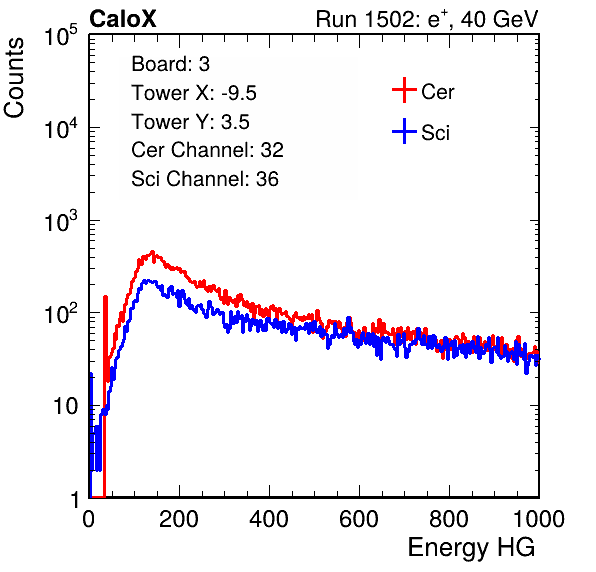 CaloX
Run 1502: e+, 40 GeV
Board: 3
Tower X: -9.5
Tower Y: 3.5
Cer Channel: 32
Sci Channel: 36
Cer
Sci
Counts
10^5
10^4
10^3
10^2
10
1
0 200 400 600 800 1000
Energy HG